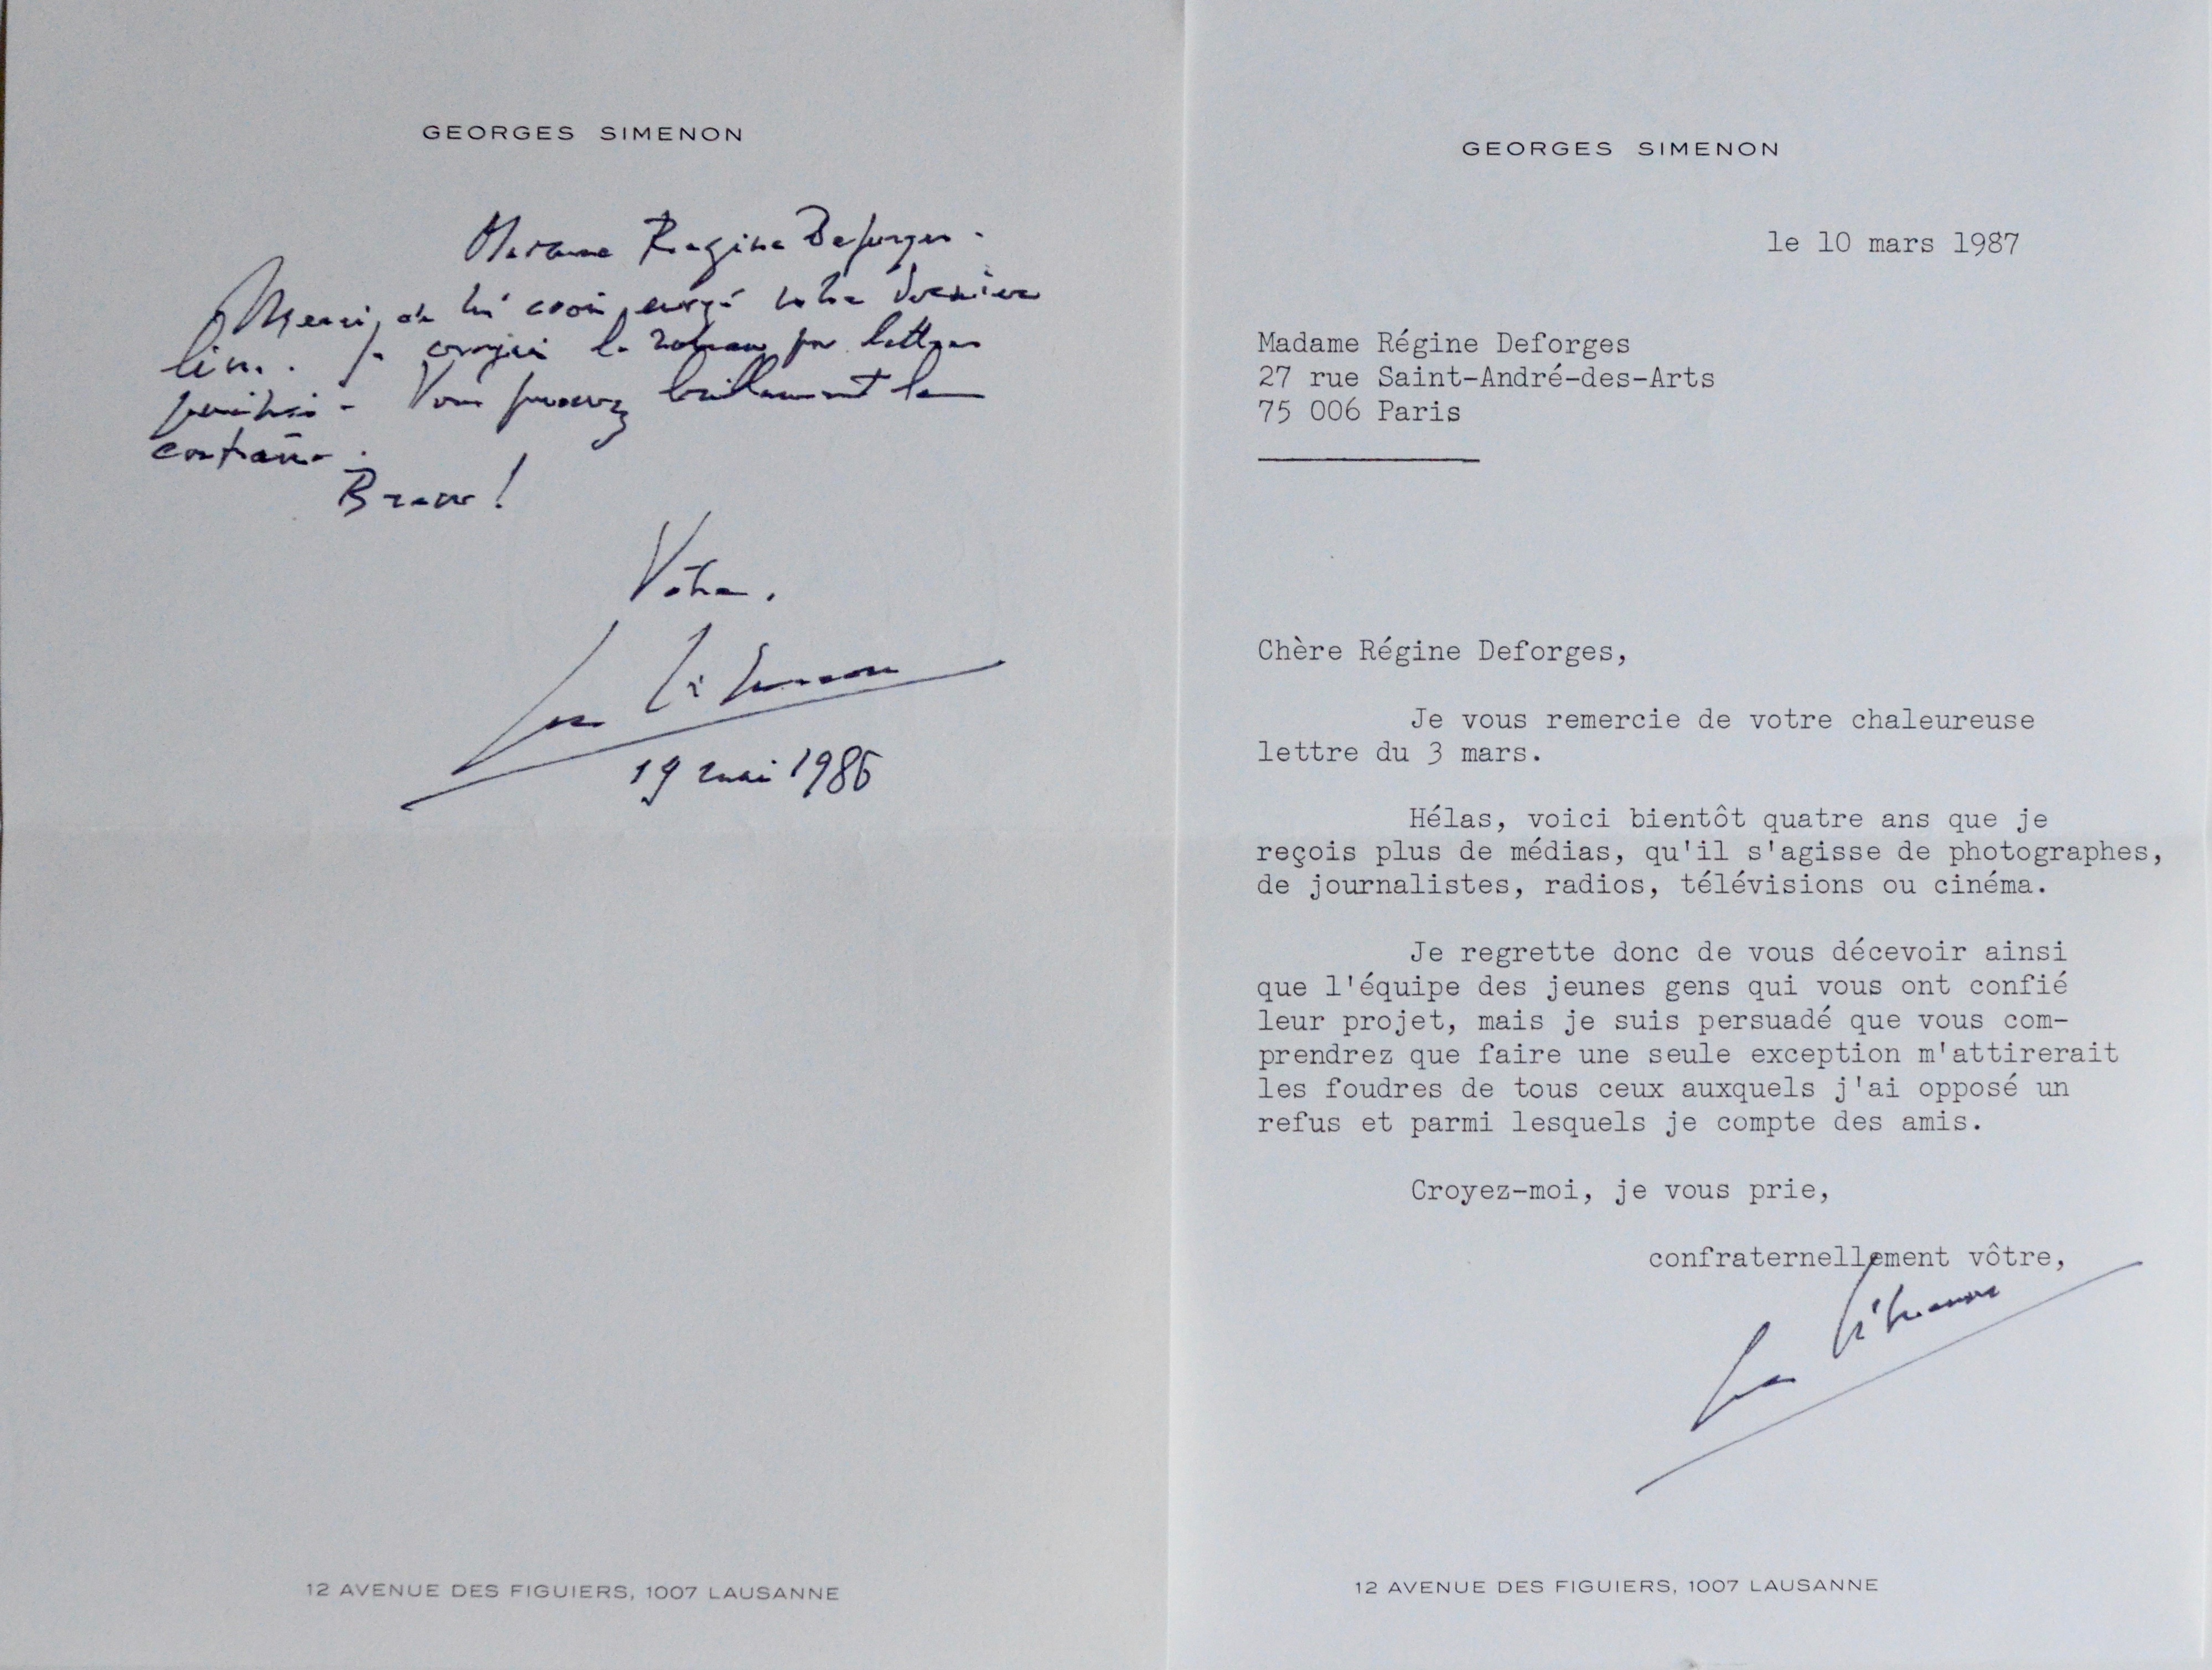 GEORGES SIMENON
Madame Régine Deforges.
Merci, de m'avoir envoyé votre dernier
livre. Je croyais le roman par lettres
- Vous prouvez brillamment le
contraire.
Bravo !
Vôtre,
Georges Simenon
19 mai 1986
12 AVENUE DES FIGUIERS, 1007 LAUSANNE
GEORGES SIMENON
le 10 mars 1987
Madame Régine Deforges
27 rue Saint-André-des-Arts
75 006 Paris
Chère Régine Deforges,
Je vous remercie de votre chaleureuse
lettre du 3 mars.
Hélas, voici bientôt quatre ans que je
reçois plus de médias, qu'il s'agisse de photographes,
de journalistes, radios, télévisions ou cinéma.
Je regrette donc de vous décevoir ainsi
que l'équipe des jeunes gens qui vous ont confié
leur projet, mais je suis persuadé que vous com-
prendrez que faire une seule exception m'attirerait
les foudres de tous ceux auxquels j'ai opposé un
refus et parmi lesquels je compte des amis.
Croyez-moi, je vous prie,
confraternellement vôtre,
Georges Simenon
12 AVENUE DES FIGUIERS, 1007 LAUSANNE